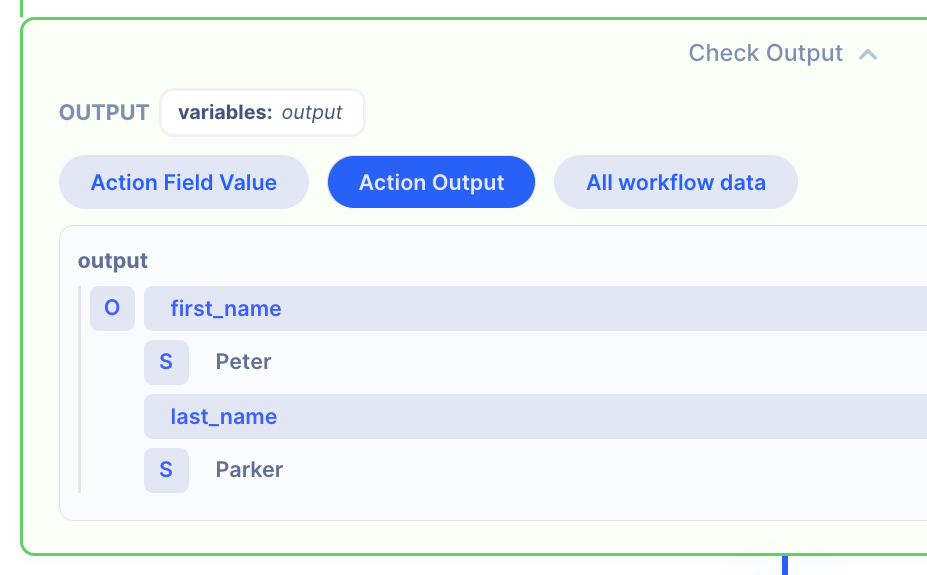 Check Output
OUTPUT variables: output
Action Field Value Action Output All workflow data
output
O first_name
S Peter
last_name
S Parker